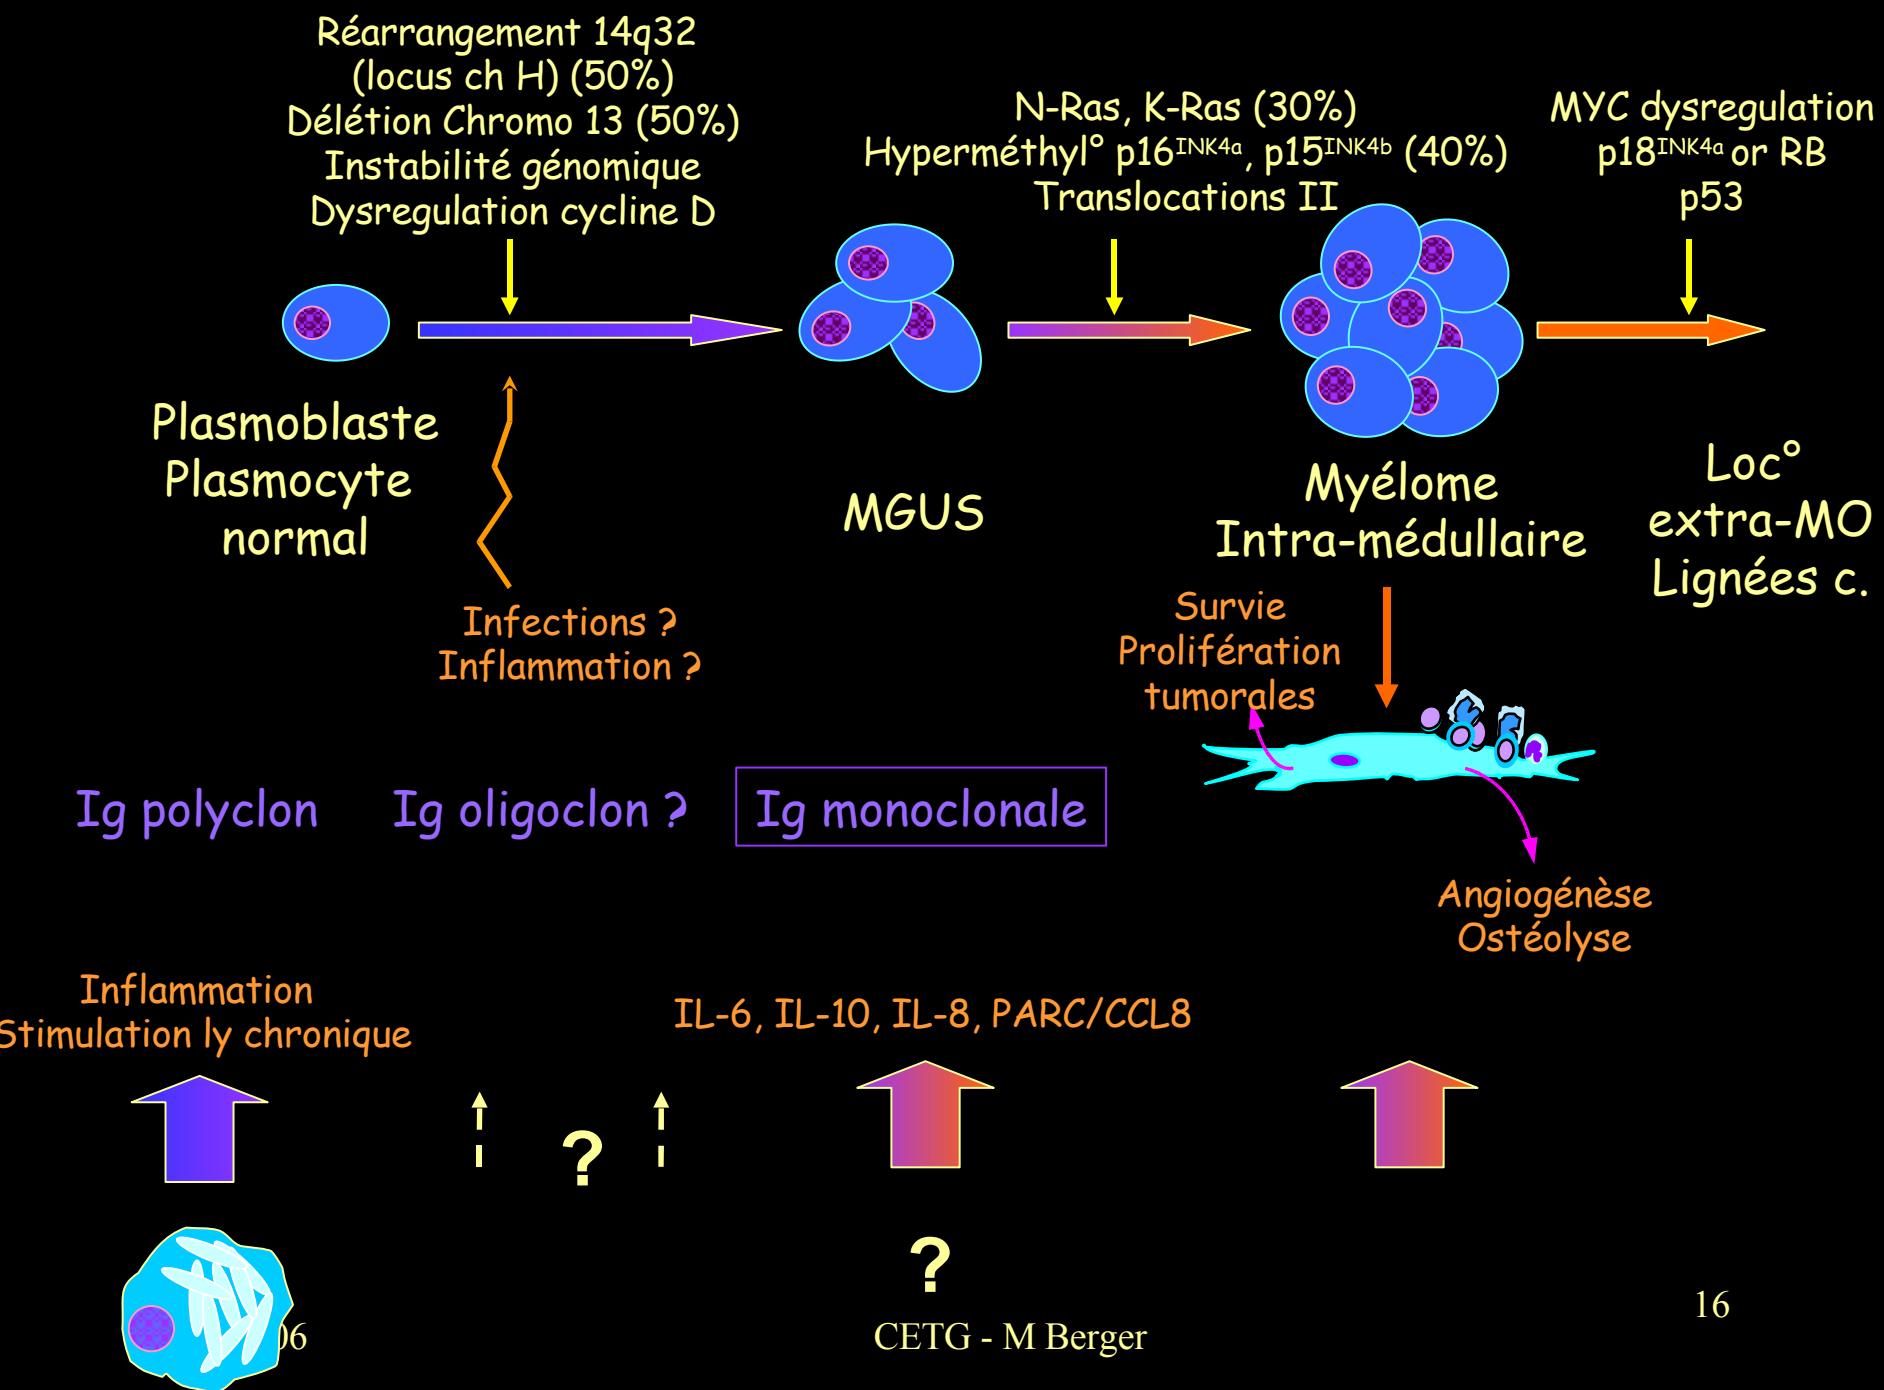 Réarrangement 14q32
(locus ch H) (50%)
Délétion Chromo 13 (50%)
Instabilité génomique
Dysregulation cycline D
N-Ras, K-Ras (30%)
Hyperméthyl° p16INK4a, p15INK4b (40%)
Translocations II
MYC dysregulation
p18INK4a or RB
p53
Plasmoblaste
Plasmocyte
normal
MGUS
Myélome
Intra-médullaire
Loc°
extra-MO
Lignées c.
Infections ?
Inflammation ?
Survie
Prolifération
tumorales
Ig polyclon
Ig oligoclon ?
Ig monoclonale
Angiogénèse
Ostéolyse
Inflammation
Stimulation ly chronique
IL-6, IL-10, IL-8, PARC/CCL8
?
?
16
CETG - M Berger